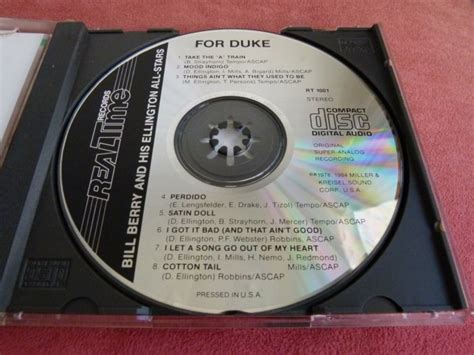 FOR DUKE
1. TAKE THE "A" TRAIN
(B. Strayhorn) Tempo/ASCAP
2. MOOD INDIGO
(D. Ellington, I. Mills, A. Bigard) Mills/ASCAP
3. THINGS AIN'T WHAT THEY USED TO BE
(M. Ellington, T. Persons) Tempo/ASCAP
RT 1001
STEREO
COMPACT
disc
DIGITAL AUDIO
ORIGINAL
SUPER-ANALOG
RECORDING
℗©1978, 1984 MILLER &
KREISEL SOUND
CORP. U.S.A.
REALTime
RECORDS
BILL BERRY AND HIS ELLINGTON ALL-STARS
4. PERDIDO
(E. Lengsfelder, E. Drake, J. Tizol) Tempo/ASCAP
5. SATIN DOLL
(D. Ellington, B. Strayhorn, J. Mercer) Tempo/ASCAP
6. I GOT IT BAD (AND THAT AIN'T GOOD)
(D. Ellington, P.F. Webster) Robbins, ASCAP
7. I LET A SONG GO OUT OF MY HEART
(D. Ellington, I. Mills, H. Nemo, J. Redmond)
8. COTTON TAIL Mills/ASCAP
(D. Ellington) Robbins/ASCAP
PRESSED IN U.S.A.